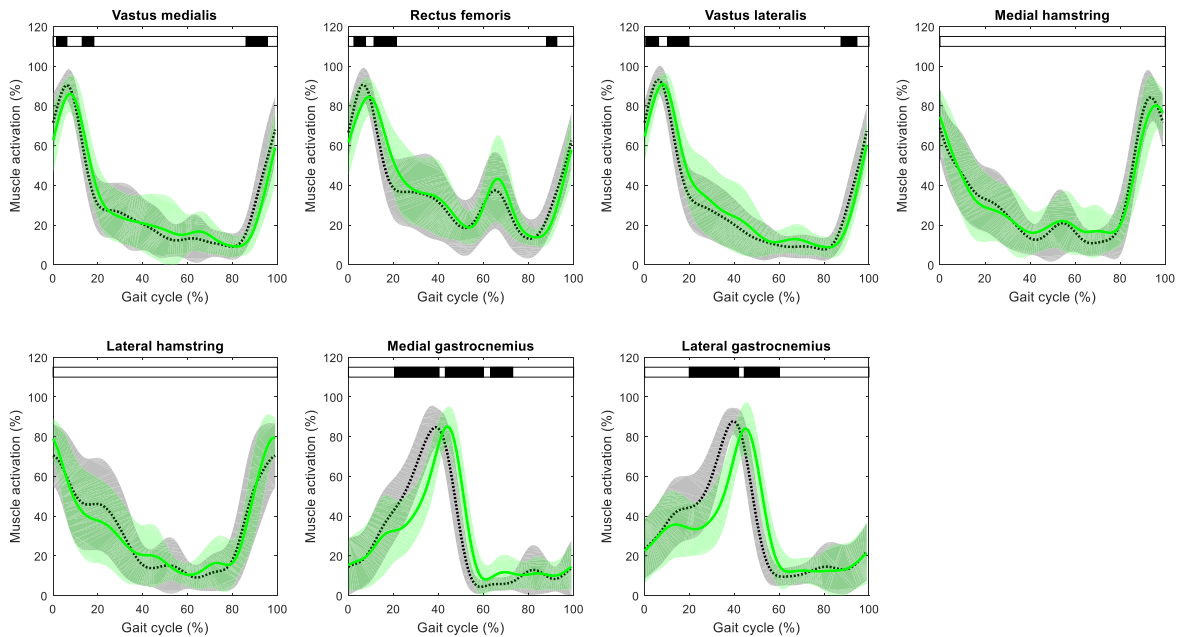 Vastus medialis
120
100
80
60
40
20
0
Muscle activation (%)
0 20 40 60 80 100
Gait cycle (%)
Rectus femoris
120
100
80
60
40
20
0
Muscle activation (%)
0 20 40 60 80 100
Gait cycle (%)
Vastus lateralis
120
100
80
60
40
20
0
Muscle activation (%)
0 20 40 60 80 100
Gait cycle (%)
Medial hamstring
120
100
80
60
40
20
0
Muscle activation (%)
0 20 40 60 80 100
Gait cycle (%)
Lateral hamstring
120
100
80
60
40
20
0
Muscle activation (%)
0 20 40 60 80 100
Gait cycle (%)
Medial gastrocnemius
120
100
80
60
40
20
0
Muscle activation (%)
0 20 40 60 80 100
Gait cycle (%)
Lateral gastrocnemius
120
100
80
60
40
20
0
Muscle activation (%)
0 20 40 60 80 100
Gait cycle (%)